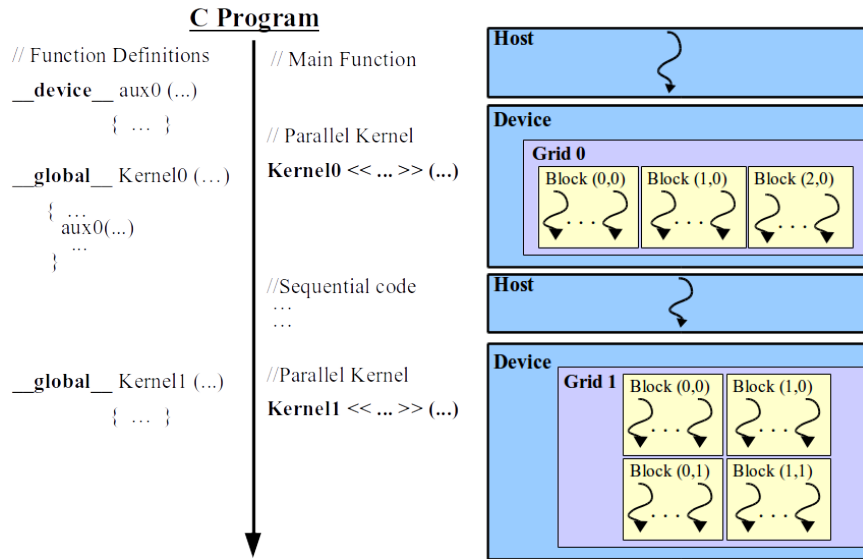 C Program
// Function Definitions
__device__ aux0 (...)
{ ... }
__global__ Kernel0 (...)
{ ...
aux0(...)
...
}
__global__ Kernel1 (...)
{ ... }
// Main Function
// Parallel Kernel
Kernel0 << ... >> (...)
//Sequential code
...
...
//Parallel Kernel
Kernel1 << ... >> (...)
Host
Device
Grid 0
Block (0,0) Block (1,0) Block (2,0)
. . . . . . . . .
Host
Device
Grid 1
Block (0,0) Block (1,0)
. . . . . .
Block (0,1) Block (1,1)
. . . . . .